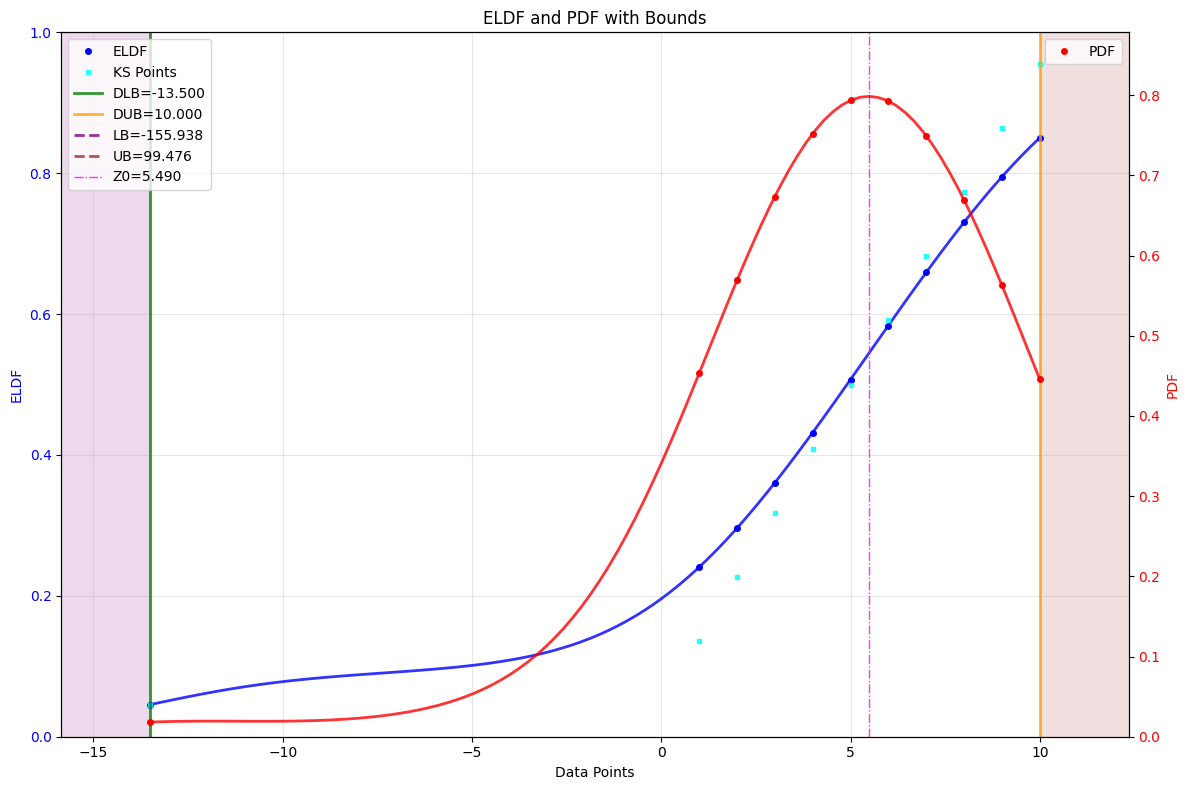 ELDF and PDF with Bounds
ELDF
KS Points
DLB=-13.500
DUB=10.000
LB=-155.938
UB=99.476
Z0=5.490
PDF
1.0
0.8
0.6
0.4
0.2
0.0
ELDF
0.8
0.7
0.6
0.5
0.4
0.3
0.2
0.1
0.0
PDF
−15 −10 −5 0 5 10
Data Points